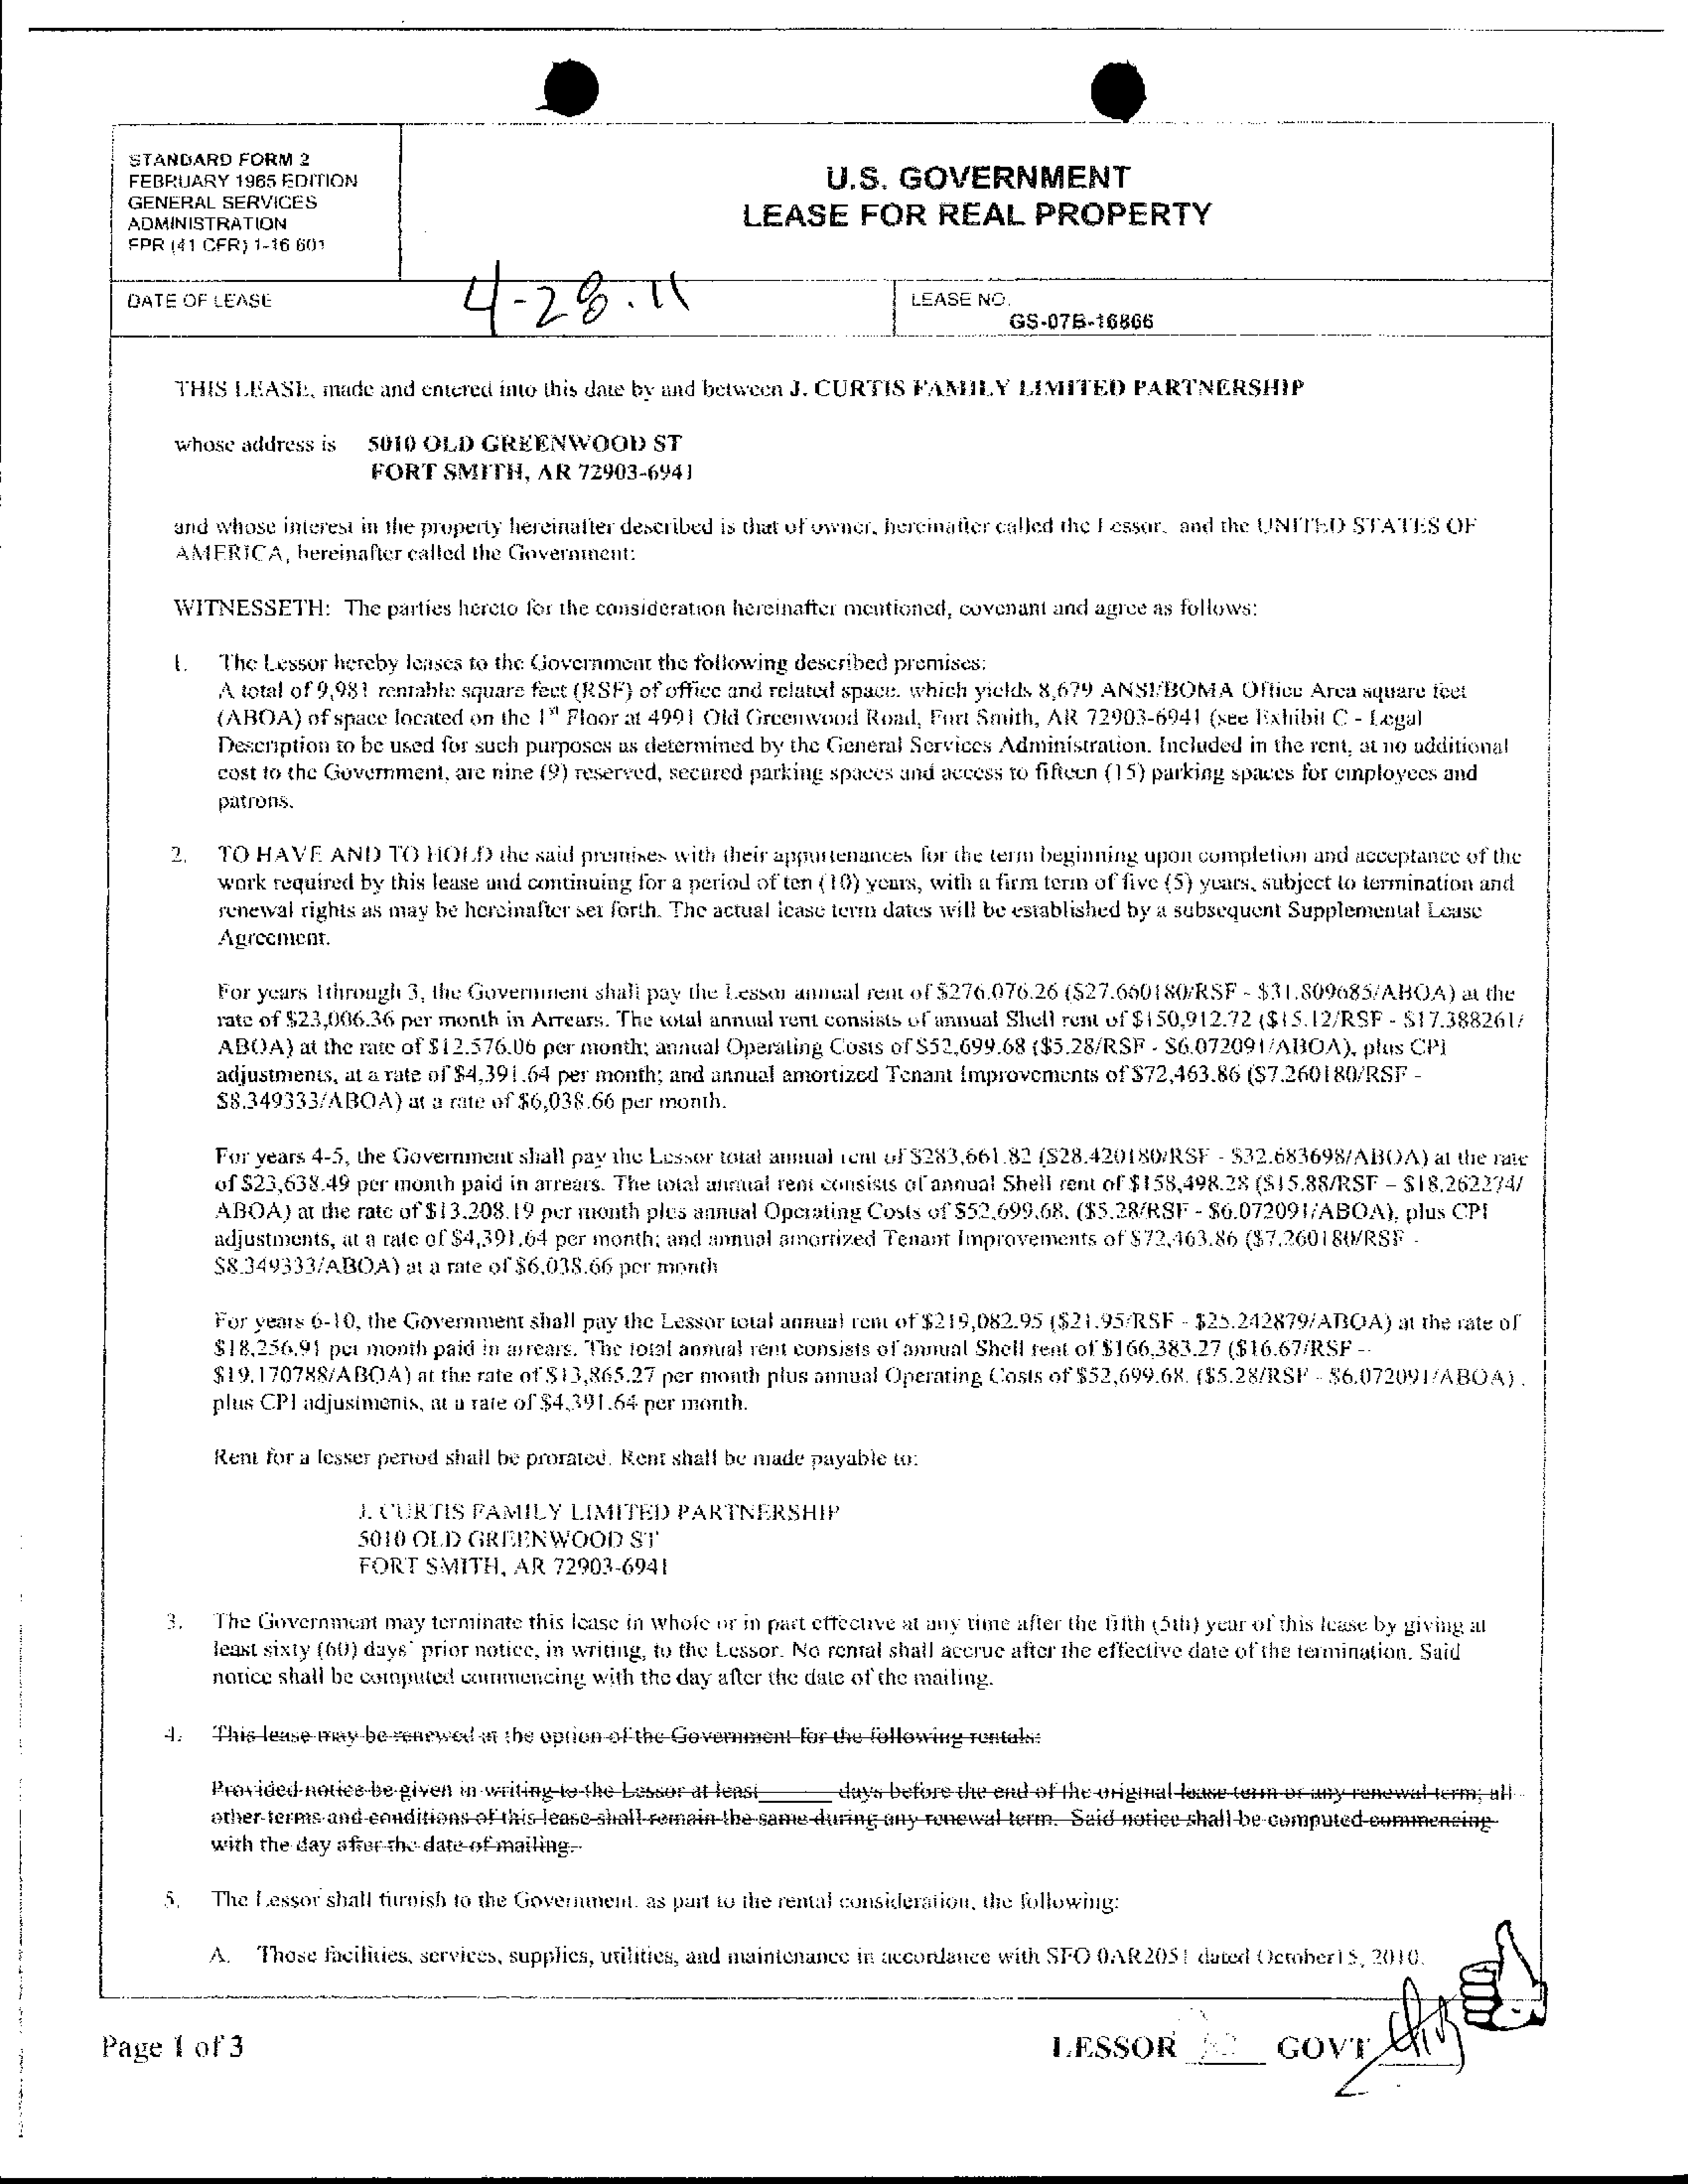 STANDARD FORM 2
FEBRUARY 1965 EDITION
GENERAL SERVICES
ADMINISTRATION
FPR (41 CFR) 1-16 601
U.S. GOVERNMENT
LEASE FOR REAL PROPERTY
DATE OF LEASE
4-28.11
LEASE NO.
GS-07B-16866
THIS LEASE, made and entered into this date by and between J. CURTIS FAMILY LIMITED PARTNERSHIP
whose address is 5010 OLD GREENWOOD ST
FORT SMITH, AR 72903-6941
and whose interest in the property hereinafter described is that of owner, hereinafter called the Lessor, and the UNITED STATES OF
AMERICA, hereinafter called the Government:
WITNESSETH: The parties hereto for the consideration hereinafter mentioned, covenant and agree as follows:
1. The Lessor hereby leases to the Government the following described premises:
A total of 9,981 rentable square feet (RSF) of office and related space, which yields 8,679 ANSI/BOMA Office Area square feet
(ABOA) of space located on the 1st Floor at 4991 Old Greenwood Road, Fort Smith, AR 72903-6941 (see Exhibit C - Legal
Description to be used for such purposes as determined by the General Services Administration. Included in the rent, at no additional
cost to the Government, are nine (9) reserved, secured parking spaces and access to fifteen (15) parking spaces for employees and
patrons.
2. TO HAVE AND TO HOLD the said premises with their appurtenances for the term beginning upon completion and acceptance of the
work required by this lease and continuing for a period of ten (10) years, with a firm term of five (5) years, subject to termination and
renewal rights as may be hereinafter set forth. The actual lease term dates will be established by a subsequent Supplemental Lease
Agreement.
For years 1through 3, the Government shall pay the Lessor annual rent of $276,076.26 ($27.660180/RSF - $31.809685/ABOA) at the
rate of $23,006.36 per month in Arrears. The total annual rent consists of annual Shell rent of $150,912.72 ($15.12/RSF - $17.388261/
ABOA) at the rate of $12.576.06 per month; annual Operating Costs of $52,699.68 ($5.28/RSF - $6.072091/ABOA), plus CPI
adjustments, at a rate of $4,391.64 per month; and annual amortized Tenant Improvements of $72,463.86 ($7.260180/RSF -
$8.349333/ABOA) at a rate of $6,038.66 per month.
For years 4-5, the Government shall pay the Lessor total annual rent of $283,661.82 ($28.420180/RSF - $32.683698/ABOA) at the rate
of $23,638.49 per month paid in arrears. The total annual rent consists of annual Shell rent of $158,498.28 ($15.88/RSF – $18.262274/
ABOA) at the rate of $13.208.19 per month plus annual Operating Costs of $52,699.68. ($5.28/RSF - $6.072091/ABOA), plus CPI
adjustments, at a rate of $4,391.64 per month; and annual amortized Tenant Improvements of $72,463.86 ($7.260180/RSF -
$8.349333/ABOA) at a rate of $6,038.66 per month
For years 6-10, the Government shall pay the Lessor total annual rent of $219,082.95 ($21.95/RSF - $25.242879/ABOA) at the rate of
$18,256.91 per month paid in arrears. The total annual rent consists of annual Shell rent of $166,383.27 ($16.67/RSF –
$19.170788/ABOA) at the rate of $13,865.27 per month plus annual Operating Costs of $52,699.68. ($5.28/RSF - $6.072091/ABOA),
plus CPI adjustments, at a rate of $4,391.64 per month.
Rent for a lesser period shall be prorated. Rent shall be made payable to:
J. CURTIS FAMILY LIMITED PARTNERSHIP
5010 OLD GREENWOOD ST
FORT SMITH, AR 72903-6941
3. The Government may terminate this lease in whole or in part effective at any time after the fifth (5th) year of this lease by giving at
least sixty (60) days' prior notice, in writing, to the Lessor. No rental shall accrue after the effective date of the termination. Said
notice shall be computed commencing with the day after the date of the mailing.
4. This lease may be renewed at the option of the Government for the following rentals:
Provided notice be given in writing to the Lessor at least ______ days before the end of the original lease term or any renewal term; all
other terms and conditions of this lease shall remain the same during any renewal term. Said notice shall be computed commencing
with the day after the date of mailing.
5. The Lessor shall furnish to the Government, as part to the rental consideration, the following:
A. Those facilities, services, supplies, utilities, and maintenance in accordance with SFO 0AR2051 dated October15, 2010.
Page 1 of 3
LESSOR
GOVT